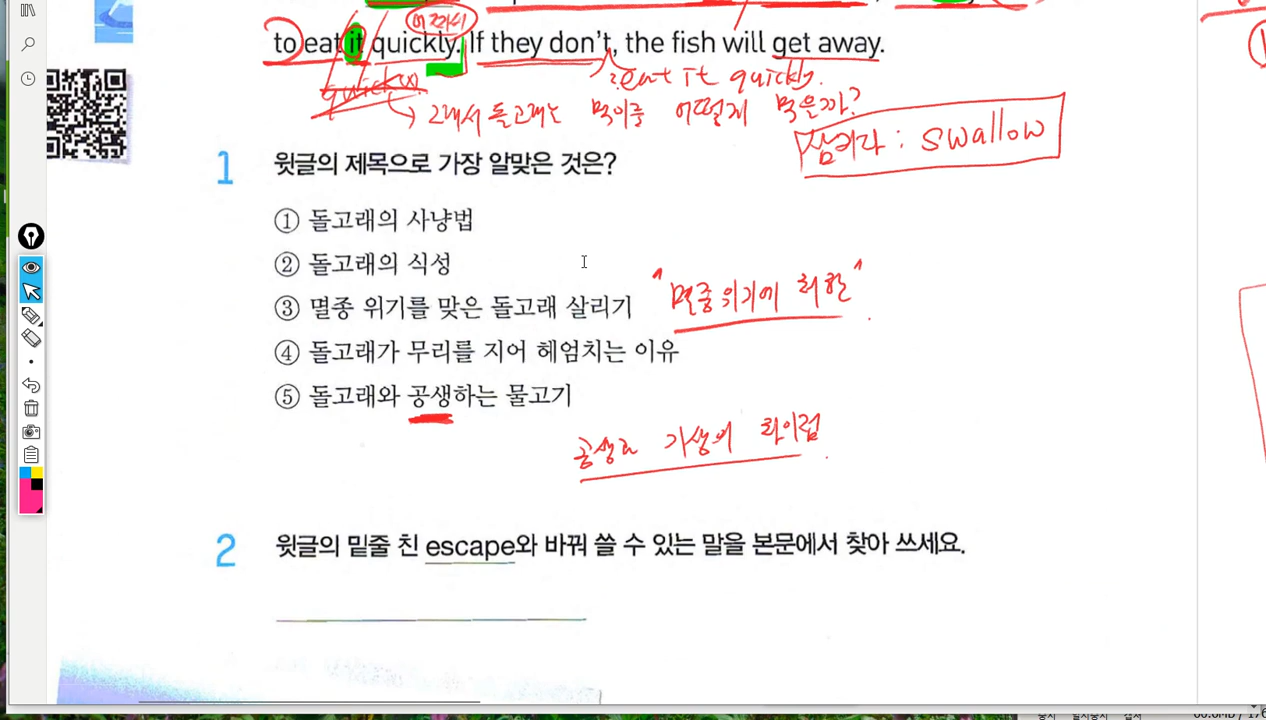 어차피
to eat it quickly. If they don't, the fish will get away.
quickly
eat it quickly.
→ 그래서 돌고래는 먹이를 어떻게 먹을까?
삼키다 : swallow
1 윗글의 제목으로 가장 알맞은 것은?
① 돌고래의 사냥법
② 돌고래의 식성
③ 멸종 위기를 맞은 돌고래 살리기
"멸종위기에 처한"
④ 돌고래가 무리를 지어 헤엄치는 이유
⑤ 돌고래와 공생하는 물고기
공생과 기생의 차이점
2 윗글의 밑줄 친 escape와 바꿔 쓸 수 있는 말을 본문에서 찾아 쓰세요.